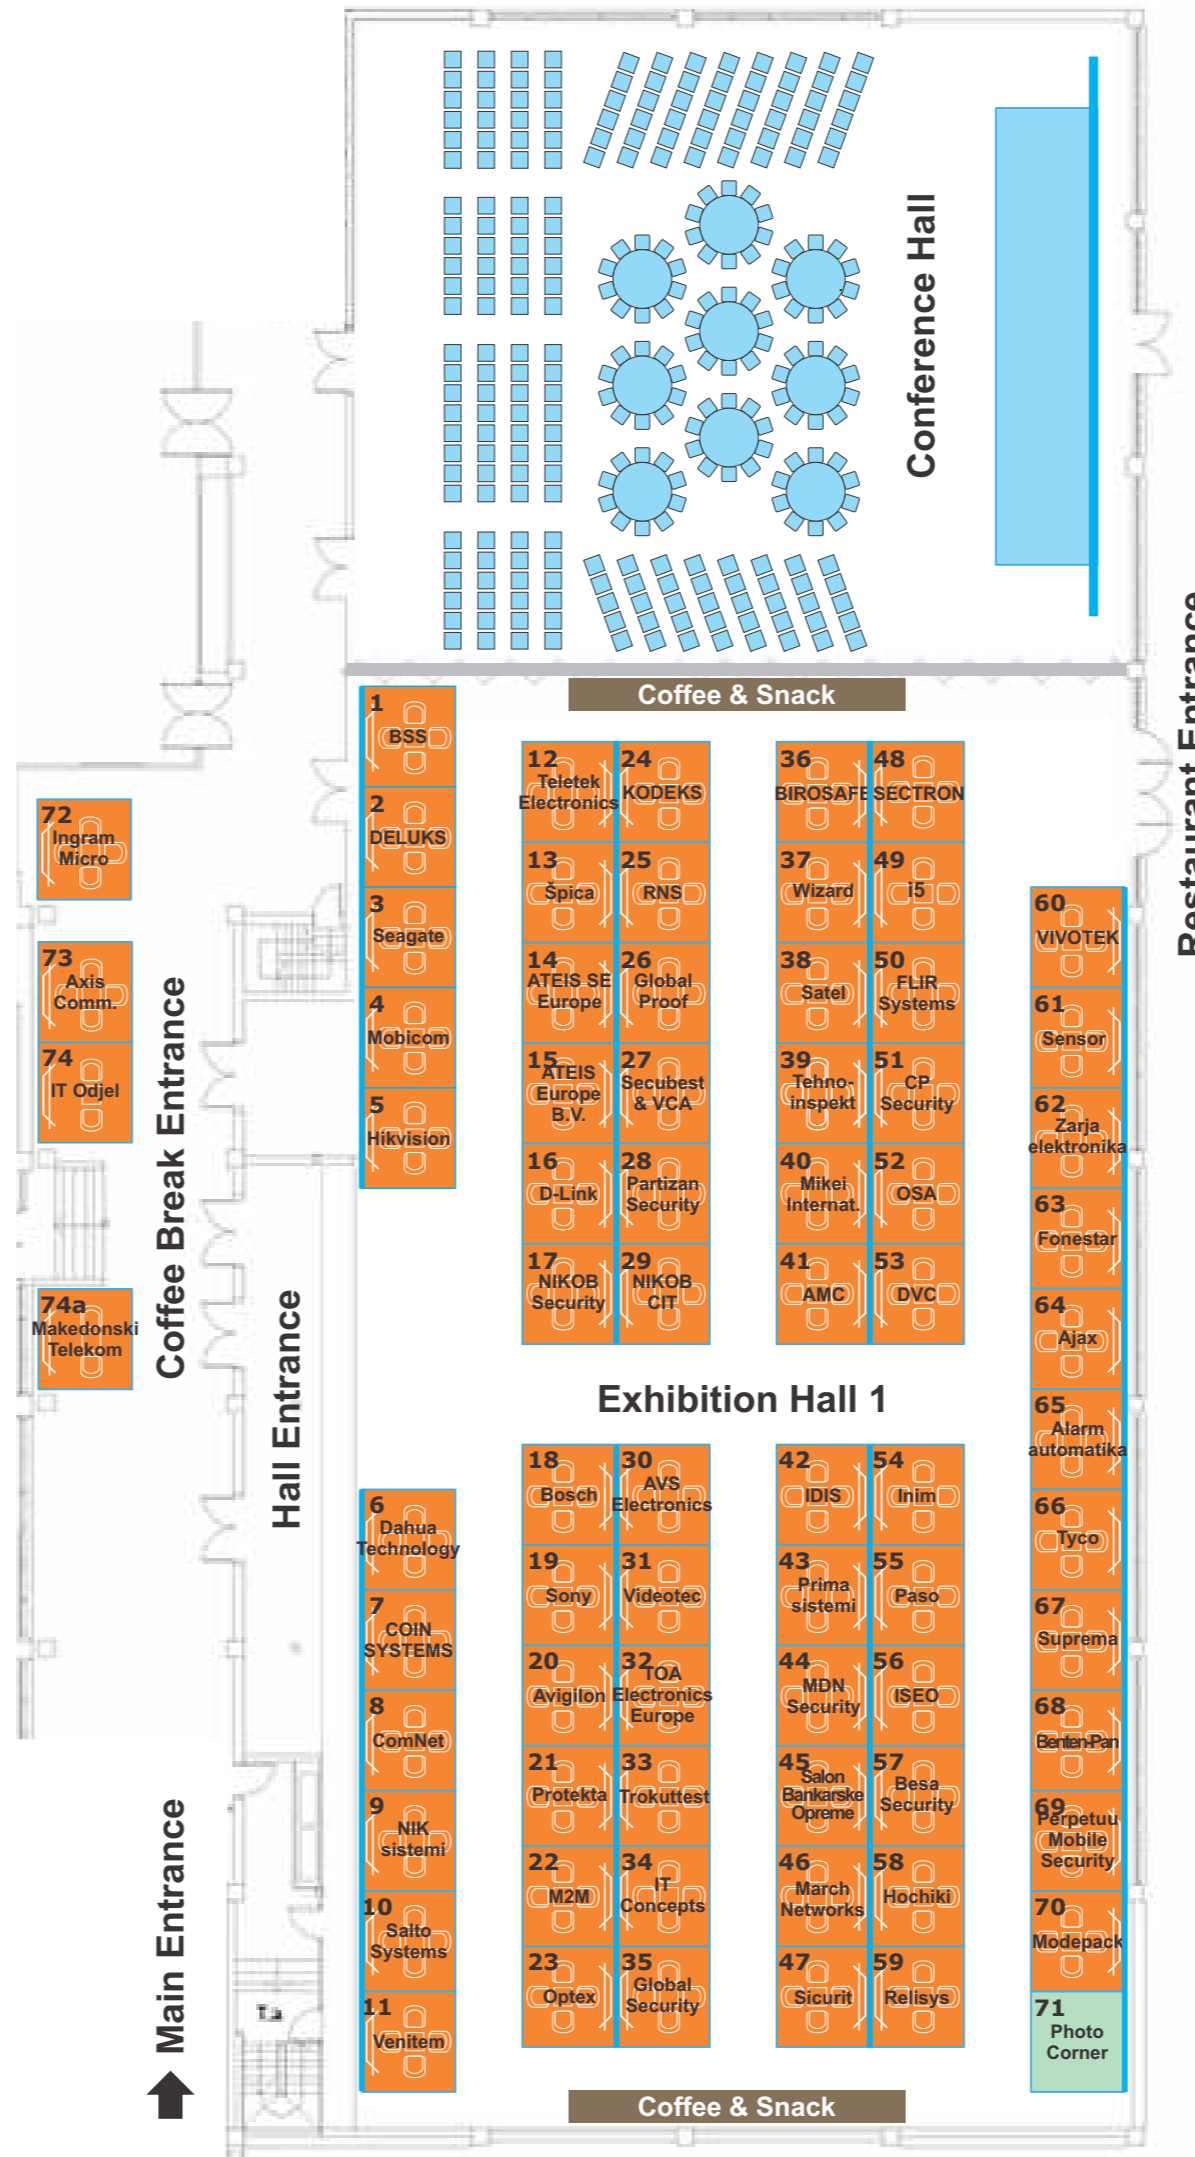 Conference Hall
Restaurant Entrance
Coffee & Snack
1
BSS
2
DELUKS
3
Seagate
4
Mobicom
5
Hikvision
12
Teletek
Electronics
13
Špica
14
ATEIS SE
Europe
15
ATEIS
Europe
B.V.
16
D-Link
17
NIKOB
Security
24
KODEKS
25
RNS
26
Global
Proof
27
Secubest
& VCA
28
Partizan
Security
29
NIKOB
CIT
36
BIROSAFE
37
Wizard
38
Satel
39
Tehno-
inspekt
40
Mikei
Internat.
41
AMC
48
SECTRON
49
i5
50
FLIR
Systems
51
CP
Security
52
OSA
53
DVC
60
VIVOTEK
61
Sensor
62
Zarja
elektronika
63
Fonestar
64
Ajax
65
Alarm
automatika
66
Tyco
67
Suprema
68
Benten-Pan
69
Perpetuu
Mobile
Security
70
Modepack
71
Photo
Corner
72
Ingram
Micro
73
Axis
Comm.
74
IT Odjel
74a
Makedonski
Telekom
Coffee Break Entrance
Hall Entrance
Exhibition Hall 1
6
Dahua
Technology
7
COIN
SYSTEMS
8
ComNet
9
NIK
sistemi
10
Salto
Systems
11
Venitem
18
Bosch
19
Sony
20
Avigilon
21
Protekta
22
M2M
23
Optex
30
AVS
Electronics
31
Videotec
32
TOA
Electronics
Europe
33
Trokuttest
34
IT
Concepts
35
Global
Security
42
IDIS
43
Prima
sistemi
44
MDN
Security
45
Salon
Bankarske
Opreme
46
March
Networks
47
Sicurit
54
Inim
55
Paso
56
ISEO
57
Besa
Security
58
Hochiki
59
Relisys
Main Entrance
Coffee & Snack